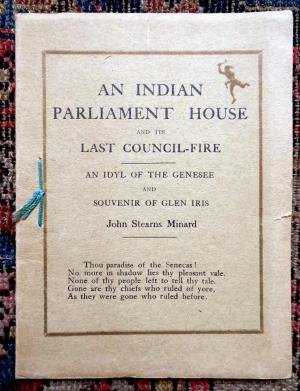 AN INDIAN
PARLIAMENT HOUSE
AND ITS
LAST COUNCIL-FIRE
AN IDYL OF THE GENESEE
AND
SOUVENIR OF GLEN IRIS
John Stearns Minard
Thou paradise of the Senecas!
No more in shadow lies thy pleasant vale.
None of thy people left to tell thy tale.
Gone are thy chiefs who ruled of yore,
As they were gone who ruled before.